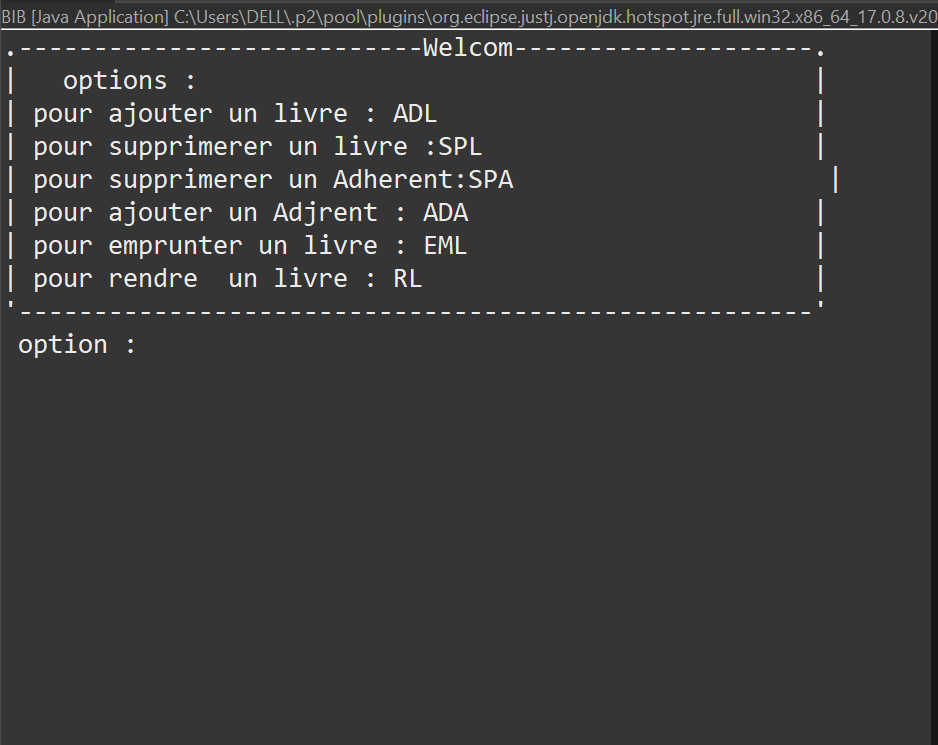 BIB [Java Application] C:\Users\DELL\.p2\pool\plugins\org.eclipse.justj.openjdk.hotspot.jre.full.win32.x86_64_17.0.8.v20
.---------------------------Welcom--------------------.
|   options :                                         |
| pour ajouter un livre : ADL                         |
| pour supprimerer un livre :SPL                      |
| pour supprimerer un Adherent:SPA                     |
| pour ajouter un Adjrent : ADA                       |
| pour emprunter un livre : EML                       |
| pour rendre  un livre : RL                          |
'-----------------------------------------------------'
 option :